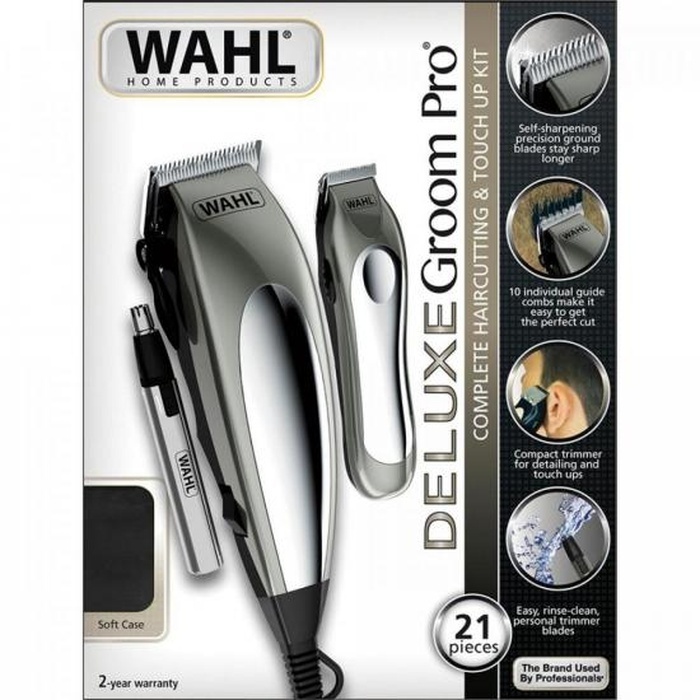 WAHL®
HOME PRODUCTS
WAHL
WAHL
WAHL
DELUXE Groom Pro®
COMPLETE HAIRCUTTING & TOUCH UP KIT
Self-sharpening
precision ground
blades stay sharp
longer
WAHL
10 individual guide
combs make it
easy to get
the perfect cut
Compact trimmer
for detailing and
touch ups
Easy, rinse-clean,
personal trimmer
blades
Soft Case
2-year warranty
21
pieces
The Brand Used
By Professionals®